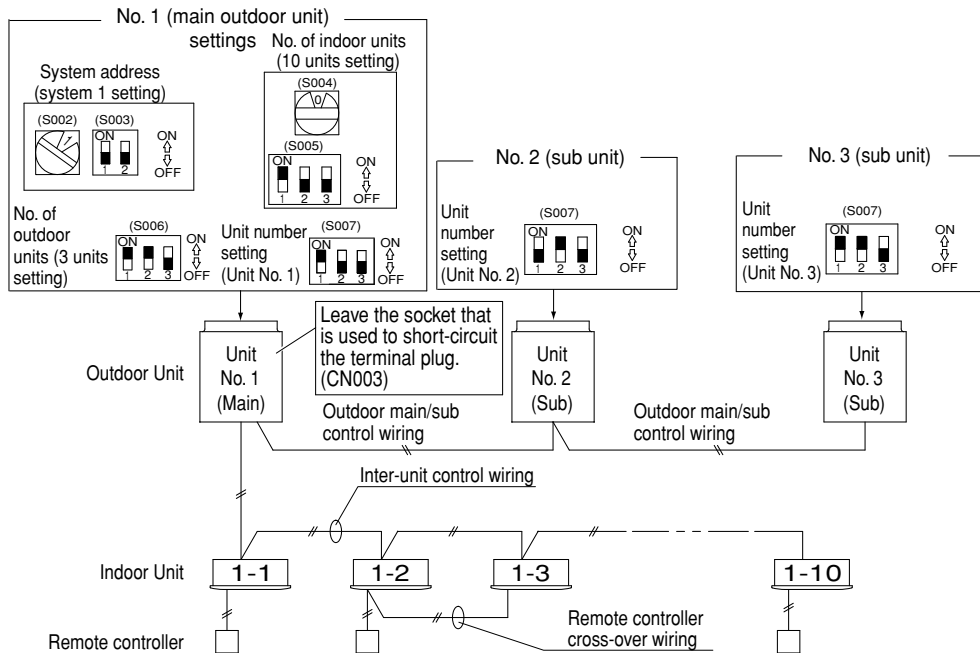 No. 1 (main outdoor unit)
settings
System address
(system 1 setting)
(S002)
(S003)
ON
1 2
ON
OFF
No. of indoor units
(10 units setting)
(S004)
0
(S005)
ON
1 2 3
ON
OFF
No. of
outdoor
units (3 units
setting)
(S006)
ON
1 2 3
ON
OFF
Unit number
setting
(Unit No. 1)
(S007)
ON
1 2 3
ON
OFF
No. 2 (sub unit)
Unit
number
setting
(Unit No. 2)
(S007)
ON
1 2 3
ON
OFF
No. 3 (sub unit)
Unit
number
setting
(Unit No. 3)
(S007)
ON
1 2 3
ON
OFF
Leave the socket that
is used to short-circuit
the terminal plug.
(CN003)
Outdoor Unit
Unit
No. 1
(Main)
Unit
No. 2
(Sub)
Unit
No. 3
(Sub)
Outdoor main/sub
control wiring
Outdoor main/sub
control wiring
Inter-unit control wiring
Indoor Unit
1-1
1-2
1-3
1-10
Remote controller
Remote controller
cross-over wiring